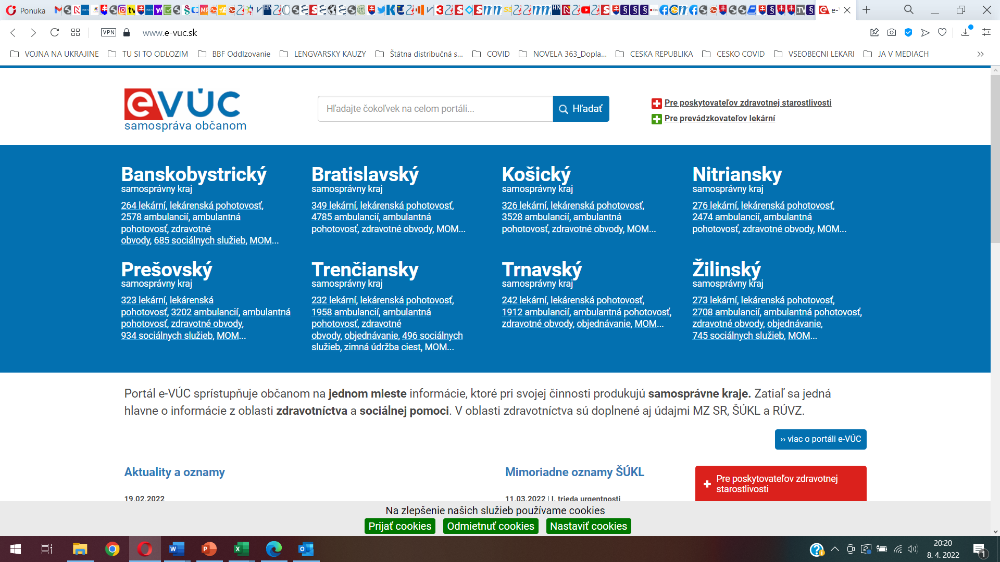 Ponuka
e-
VPN
www.e-vuc.sk
VOJNA NA UKRAJINE
TU SI TO ODLOZIM
BBF Oddlzovanie
LENGVARSKY KAUZY
Štátna distribučná s...
COVID
NOVELA 363_Dopla...
CESKA REPUBLIKA
CESKO COVID
VSEOBECNI LEKARI
JA V MEDIACH
eVÚC
samospráva občanom
Hľadajte čokoľvek na celom portáli...
Hľadať
Pre poskytovateľov zdravotnej starostlivosti
Pre prevádzkovateľov lekární
Banskobystrický
samosprávny kraj
264 lekární, lekárenská pohotovosť,
2578 ambulancií, ambulantná
pohotovosť, zdravotné
obvody, 685 sociálnych služieb, MOM...
Bratislavský
samosprávny kraj
349 lekární, lekárenská pohotovosť,
4785 ambulancií, ambulantná
pohotovosť, zdravotné obvody, MOM...
Košický
samosprávny kraj
326 lekární, lekárenská pohotovosť,
3528 ambulancií, ambulantná
pohotovosť, zdravotné obvody, MOM...
Nitriansky
samosprávny kraj
276 lekární, lekárenská pohotovosť,
2474 ambulancií, ambulantná
pohotovosť, zdravotné obvody, MOM...
Prešovský
samosprávny kraj
323 lekární, lekárenská
pohotovosť, 3202 ambulancií, ambulantná
pohotovosť, zdravotné obvody,
934 sociálnych služieb, MOM...
Trenčiansky
samosprávny kraj
232 lekární, lekárenská pohotovosť,
1958 ambulancií, ambulantná
pohotovosť, zdravotné
obvody, objednávanie, 496 sociálnych
služieb, zimná údržba ciest, MOM...
Trnavský
samosprávny kraj
242 lekární, lekárenská pohotovosť,
1912 ambulancií, ambulantná pohotovosť,
zdravotné obvody, objednávanie, MOM...
Žilinský
samosprávny kraj
273 lekární, lekárenská pohotovosť,
2708 ambulancií, ambulantná pohotovosť,
zdravotné obvody, objednávanie,
745 sociálnych služieb, MOM...
Portál e-VÚC sprístupňuje občanom na jednom mieste informácie, ktoré pri svojej činnosti produkujú samosprávne kraje. Zatiaľ sa jedná
hlavne o informácie z oblasti zdravotníctva a sociálnej pomoci. V oblasti zdravotníctva sú doplnené aj údajmi MZ SR, ŠÚKL a RÚVZ.
›› viac o portáli e-VÚC
Aktuality a oznamy
19.02.2022
Mimoriadne oznamy ŠÚKL
11.03.2022 | I. trieda urgentnosti
Pre poskytovateľov zdravotnej
starostlivosti
Na zlepšenie našich služieb používame cookies
Prijať cookies
Odmietnuť cookies
Nastaviť cookies
20:20
8. 4. 2022
1